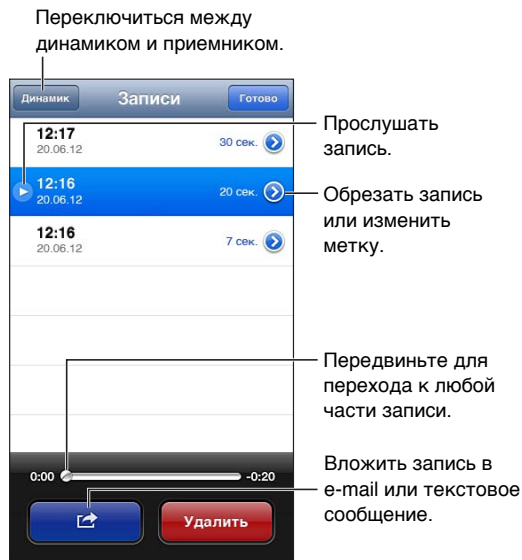 Переключиться между
динамиком и приемником.
Динамик Записи Готово
12:17
20.06.12
30 сек.
Прослушать
запись.
12:16
20.06.12
20 сек.
Обрезать запись
или изменить
метку.
12:16
20.06.12
7 сек.
Передвиньте для
перехода к любой
части записи.
0:00 -0:20
Вложить запись в
e-mail или текстовое
сообщение.
Удалить